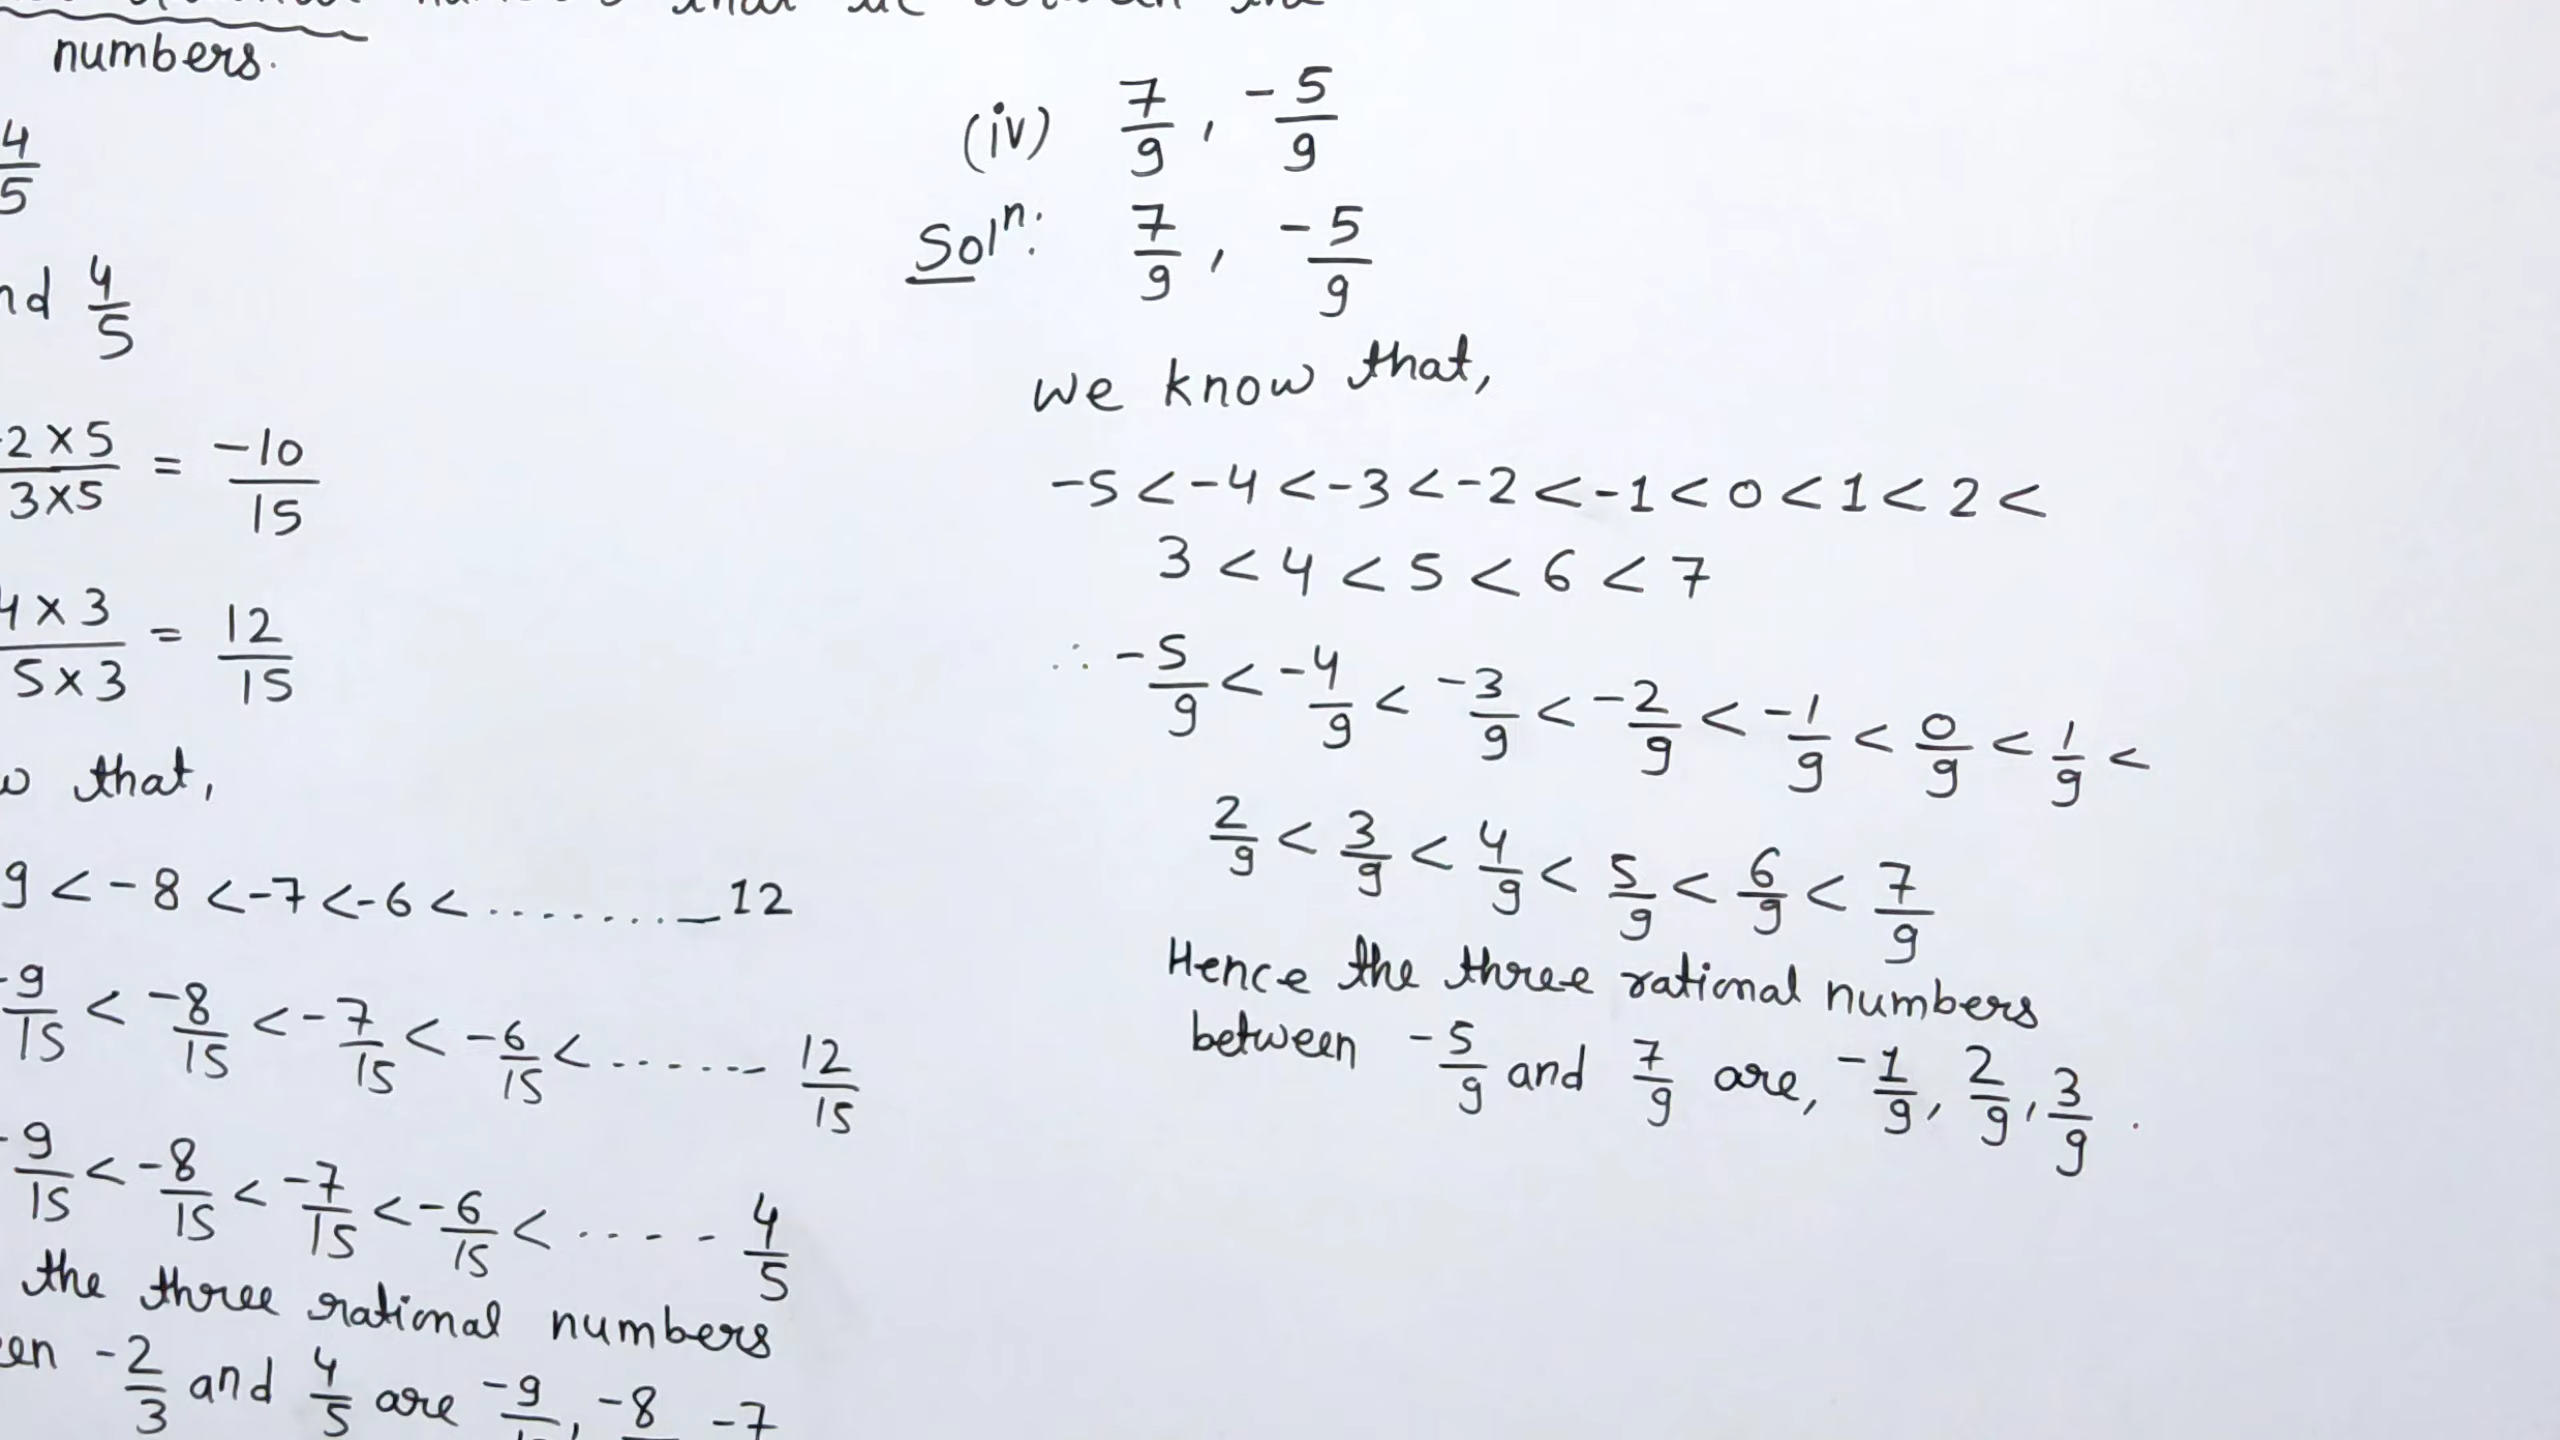 numbers.
4/5
nd 4/5
2×5/3×5 = -10/15
4×3/5×3 = 12/15
w that,
9 < -8 < -7 < -6 < ........ _12
-9/15 < -8/15 < -7/15 < -6/15 < ...... 12/15
-9/15 < -8/15 < -7/15 < -6/15 < .... 4/5
the three rational numbers
een -2/3 and 4/5 are -9, -8 -7
(iv) 7/9, -5/9
Solⁿ: 7/9, -5/9
we know that,
-5 < -4 < -3 < -2 < -1 < 0 < 1 < 2 <
3 < 4 < 5 < 6 < 7
∴ -5/9 < -4/9 < -3/9 < -2/9 < -1/9 < 0/9 < 1/9 <
2/9 < 3/9 < 4/9 < 5/9 < 6/9 < 7/9
Hence the three rational numbers
between -5/9 and 7/9 are, -1/9, 2/9, 3/9.